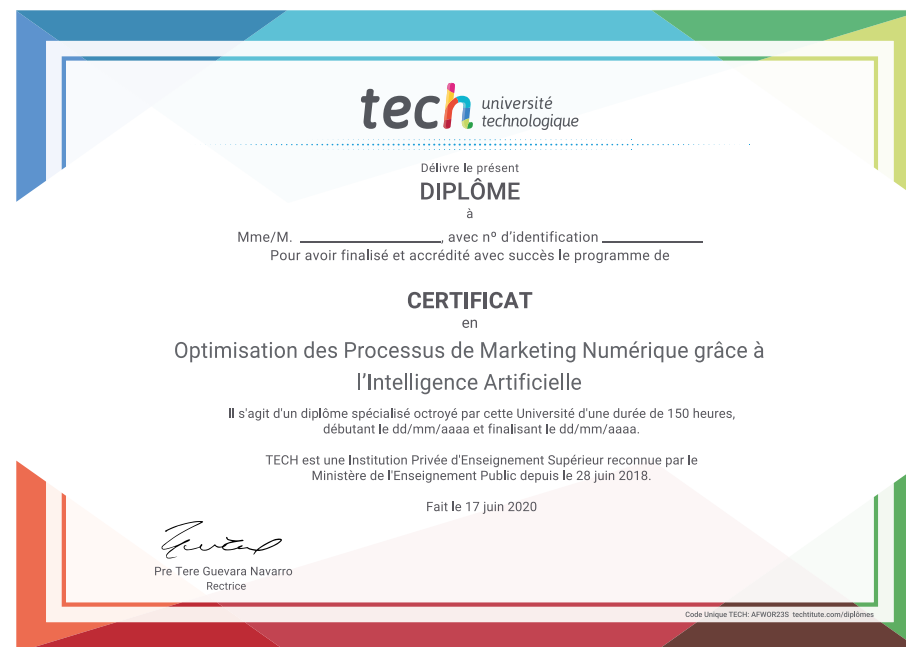 tech université
technologique
Délivre le présent
DIPLÔME
à
Mme/M. ____________________, avec nº d'identification ______________
Pour avoir finalisé et accrédité avec succès le programme de
CERTIFICAT
en
Optimisation des Processus de Marketing Numérique grâce à
l'Intelligence Artificielle
Il s'agit d'un diplôme spécialisé octroyé par cette Université d'une durée de 150 heures,
débutant le dd/mm/aaaa et finalisant le dd/mm/aaaa.
TECH est une Institution Privée d'Enseignement Supérieur reconnue par le
Ministère de l'Enseignement Public depuis le 28 juin 2018.
Fait le 17 juin 2020
Pre Tere Guevara Navarro
Rectrice
Code Unique TECH: AFWOR23S techtitute.com/diplômes